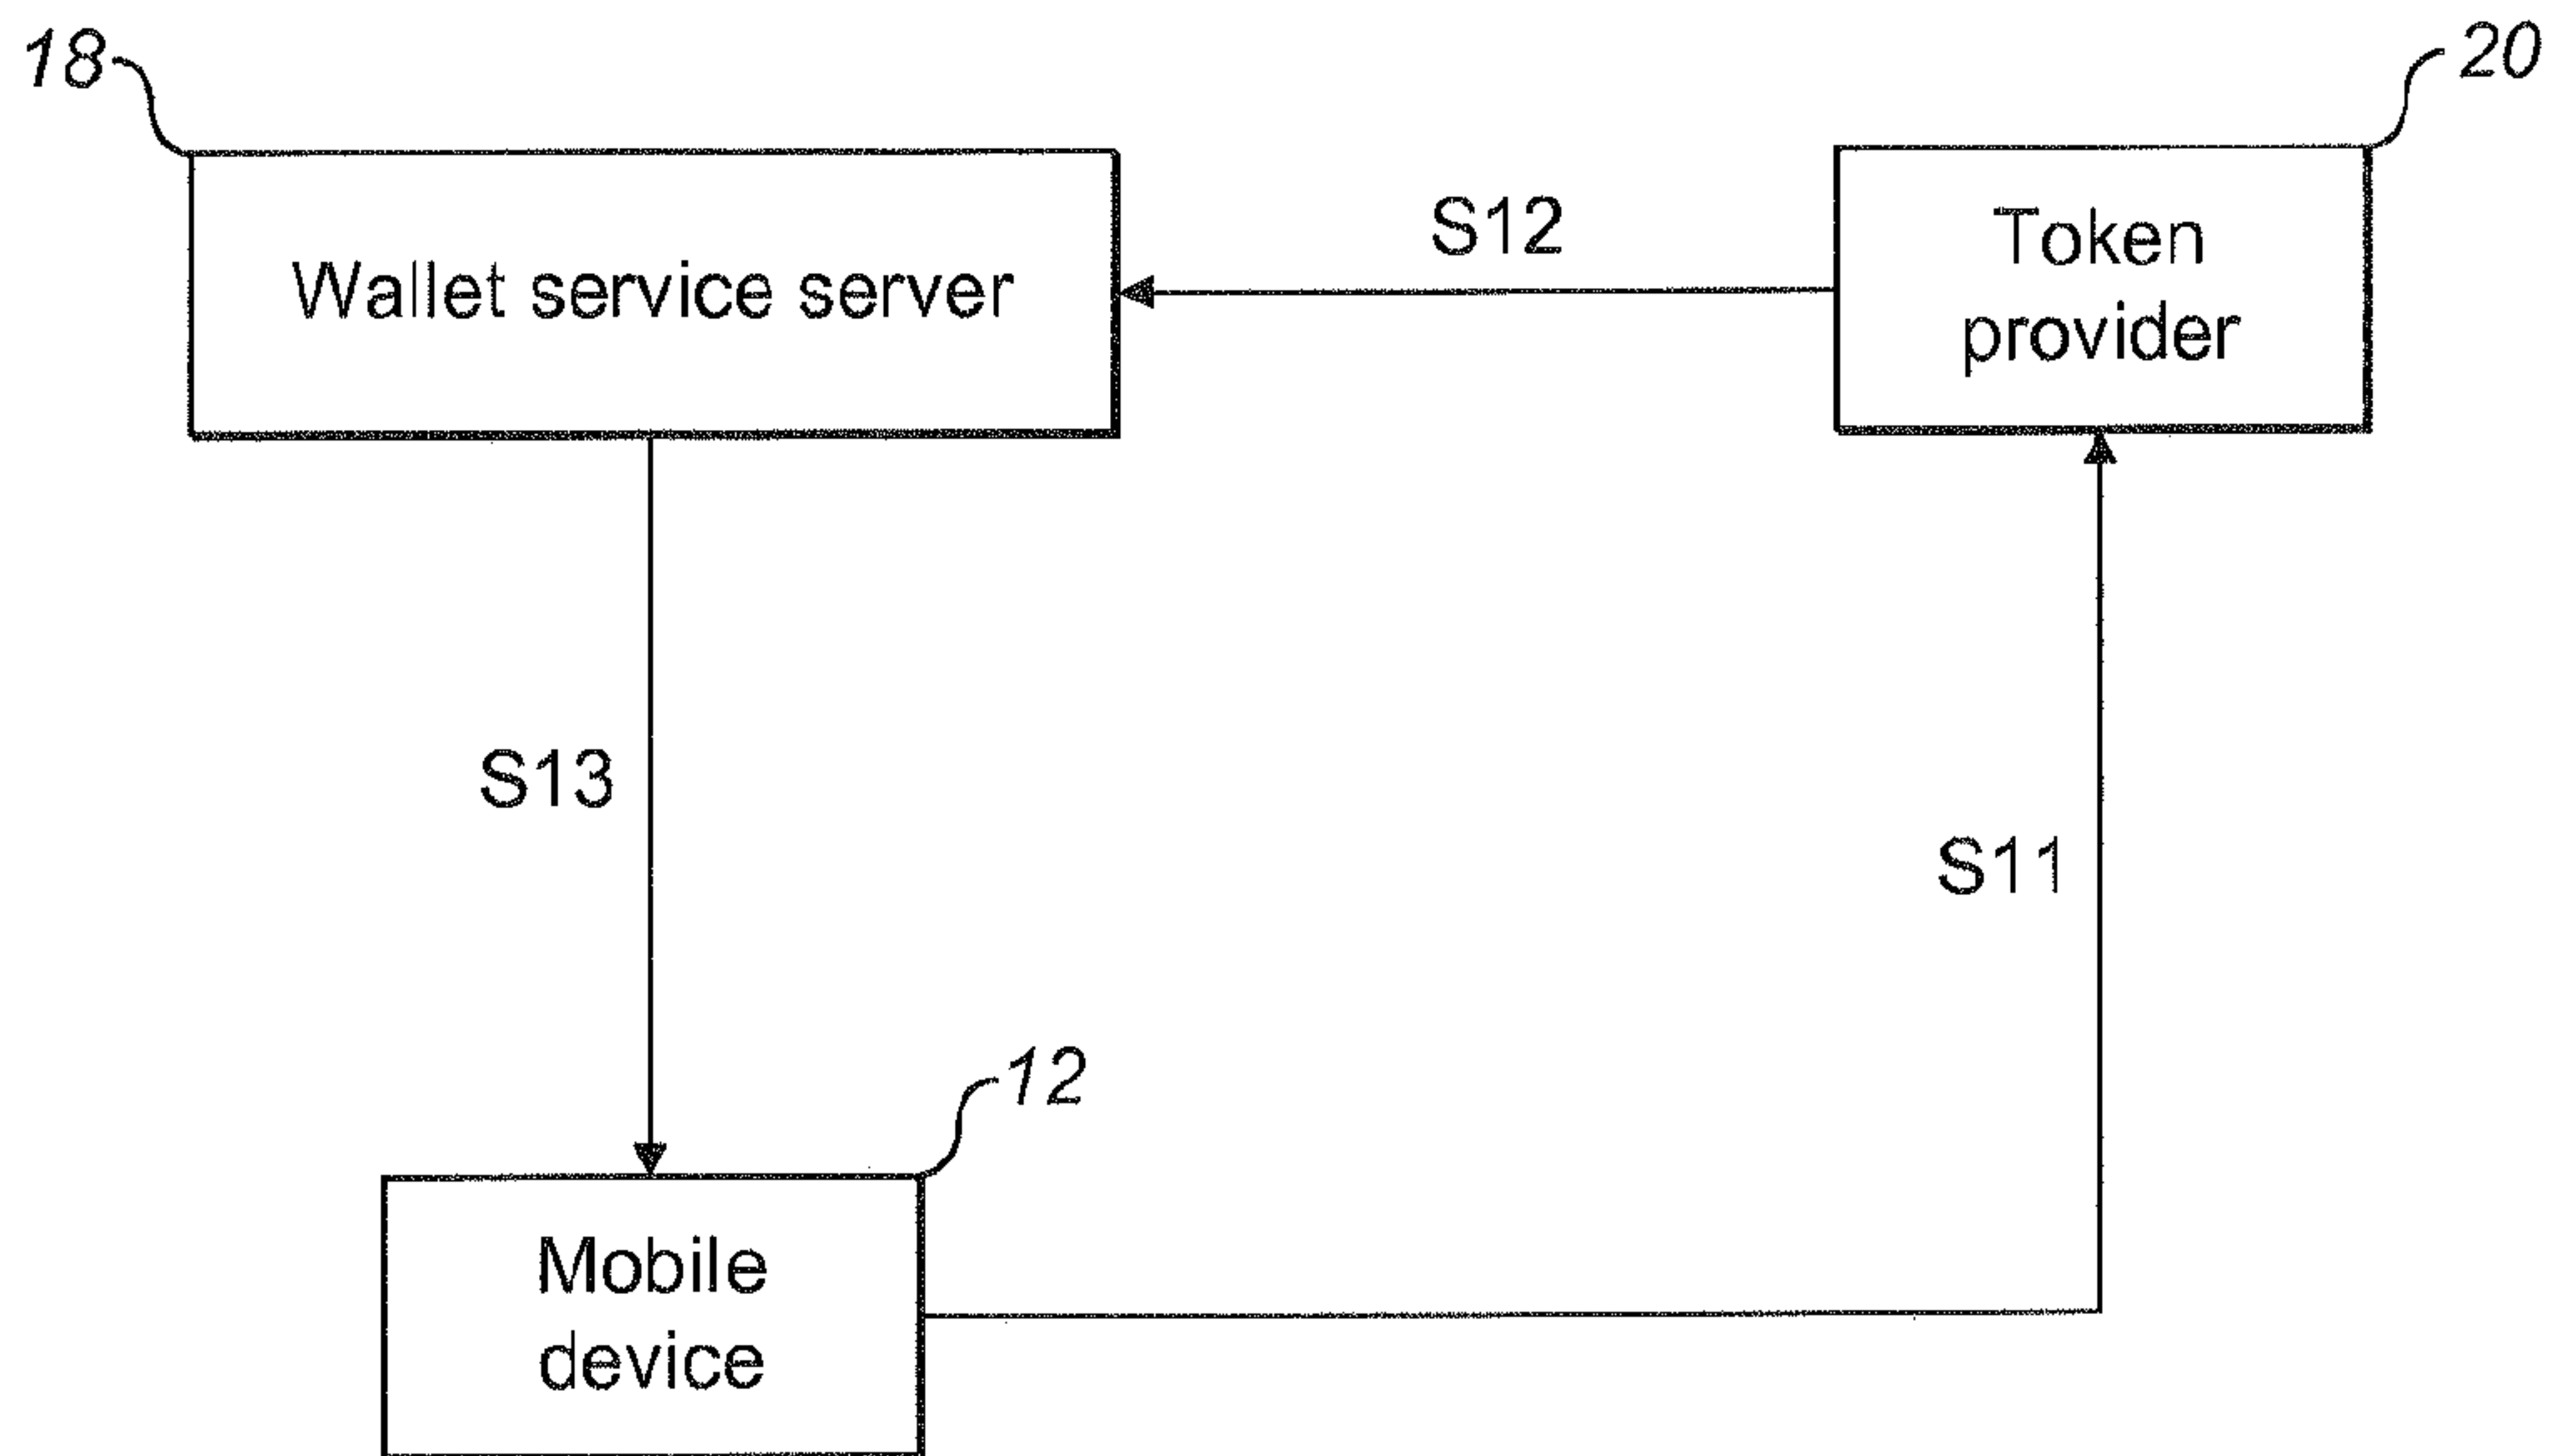 18
20
Wallet service server
S12
Token
provider
S13
S11
12
Mobile
device